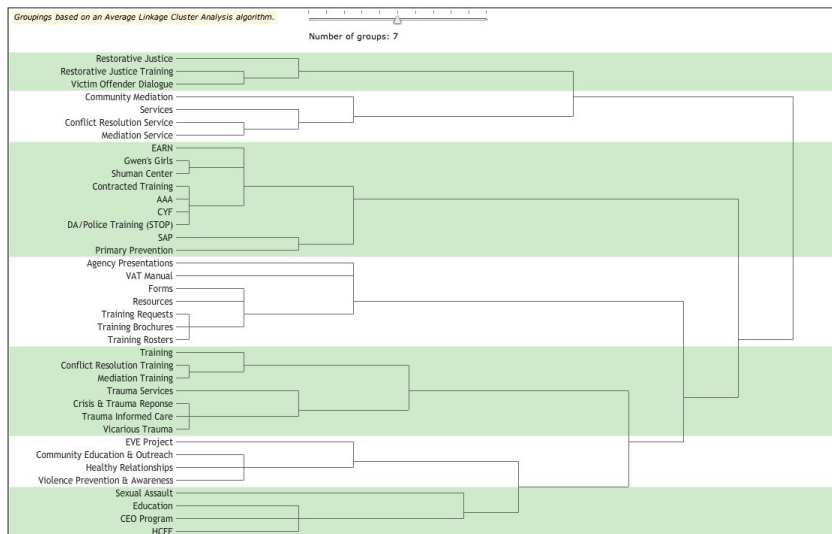 Groupings based on an Average Linkage Cluster Analysis algorithm.
Number of groups: 7
Restorative Justice
Restorative Justice Training
Victim Offender Dialogue
Community Mediation
Services
Conflict Resolution Service
Mediation Service
EARN
Gwen's Girls
Shuman Center
Contracted Training
AAA
CYF
DA/Police Training (STOP)
SAP
Primary Prevention
Agency Presentations
VAT Manual
Forms
Resources
Training Requests
Training Brochures
Training Rosters
Training
Conflict Resolution Training
Mediation Training
Trauma Services
Crisis & Trauma Reponse
Trauma Informed Care
Vicarious Trauma
EVE Project
Community Education & Outreach
Healthy Relationships
Violence Prevention & Awareness
Sexual Assault
Education
CEO Program